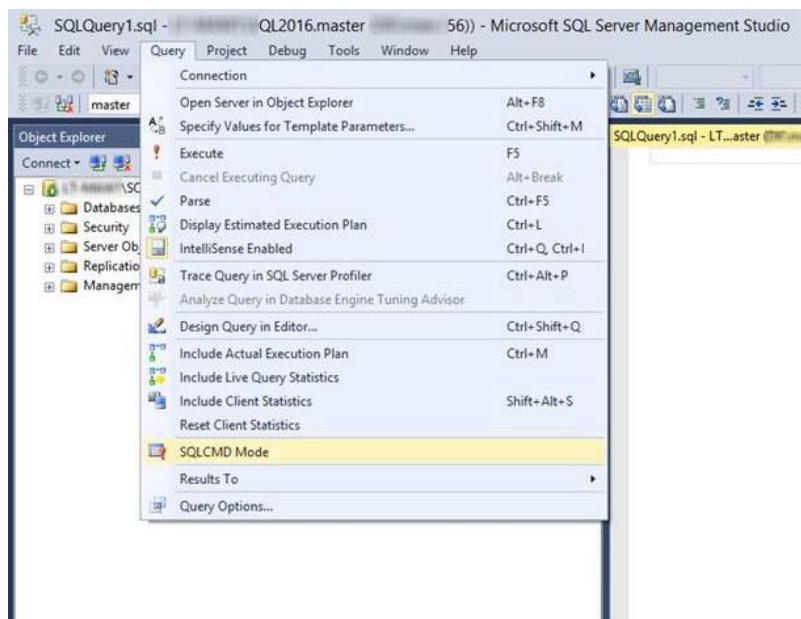 SQLQuery1.sql - QL2016.master 56)) - Microsoft SQL Server Management Studio
File Edit View Query Project Debug Tools Window Help
master
Object Explorer
Connect
\SC
Databases
Security
Server Ob
Replicatio
Managem
Connection
Open Server in Object Explorer Alt+F8
Specify Values for Template Parameters... Ctrl+Shift+M
Execute F5
Cancel Executing Query Alt+Break
Parse Ctrl+F5
Display Estimated Execution Plan Ctrl+L
IntelliSense Enabled Ctrl+Q, Ctrl+I
Trace Query in SQL Server Profiler Ctrl+Alt+P
Analyze Query in Database Engine Tuning Advisor
Design Query in Editor... Ctrl+Shift+Q
Include Actual Execution Plan Ctrl+M
Include Live Query Statistics
Include Client Statistics Shift+Alt+S
Reset Client Statistics
SQLCMD Mode
Results To
Query Options...
SQLQuery1.sql - LT...aster